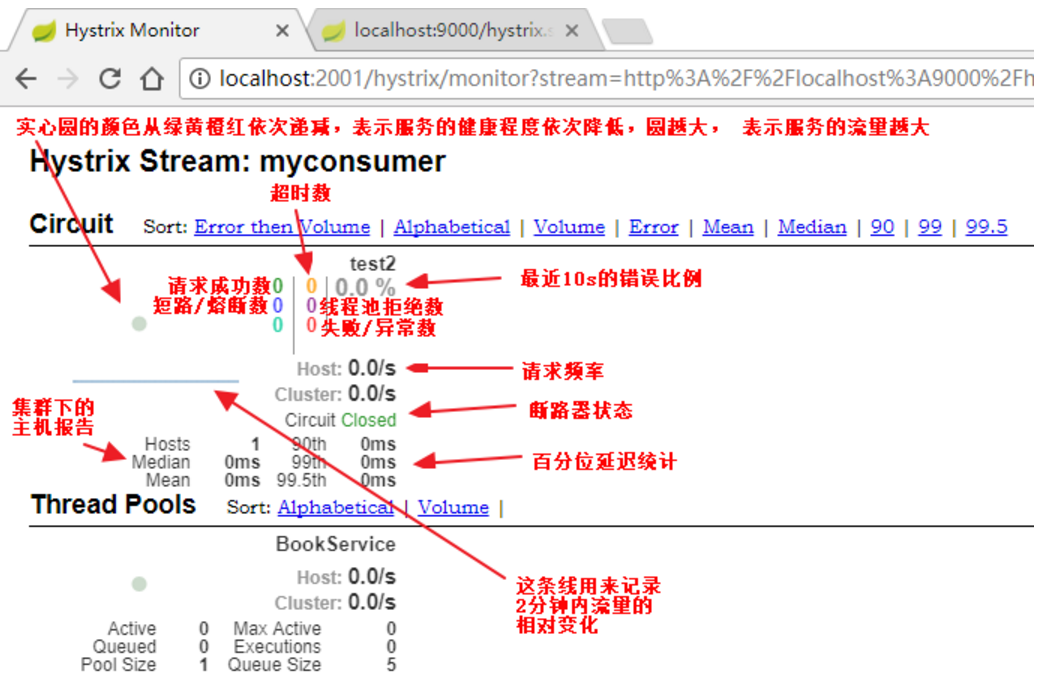 Hystrix Monitor
localhost:9000/hystrix.s
localhost:2001/hystrix/monitor?stream=http%3A%2F%2Flocalhost%3A9000%2Fh
实心圆的颜色从绿黄橙红依次递减，表示服务的健康程度依次降低，圆越大， 表示服务的流量越大
Hystrix Stream: myconsumer
超时数
Circuit Sort: Error then Volume | Alphabetical | Volume | Error | Mean | Median | 90 | 99 | 99.5
test2
请求成功数0 0 0.0 % 最近10s的错误比例
短路/熔断数0 0线程池拒绝数
0 0失败/异常数
Host: 0.0/s 请求频率
Cluster: 0.0/s
Circuit Closed 断路器状态
集群下的
主机报告
Hosts 1 90th 0ms
Median 0ms 99th 0ms 百分位延迟统计
Mean 0ms 99.5th 0ms
Thread Pools Sort: Alphabetical | Volume |
BookService
Host: 0.0/s
Cluster: 0.0/s
这条线用来记录
2分钟内流量的
相对变化
Active 0 Max Active 0
Queued 0 Executions 0
Pool Size 1 Queue Size 5